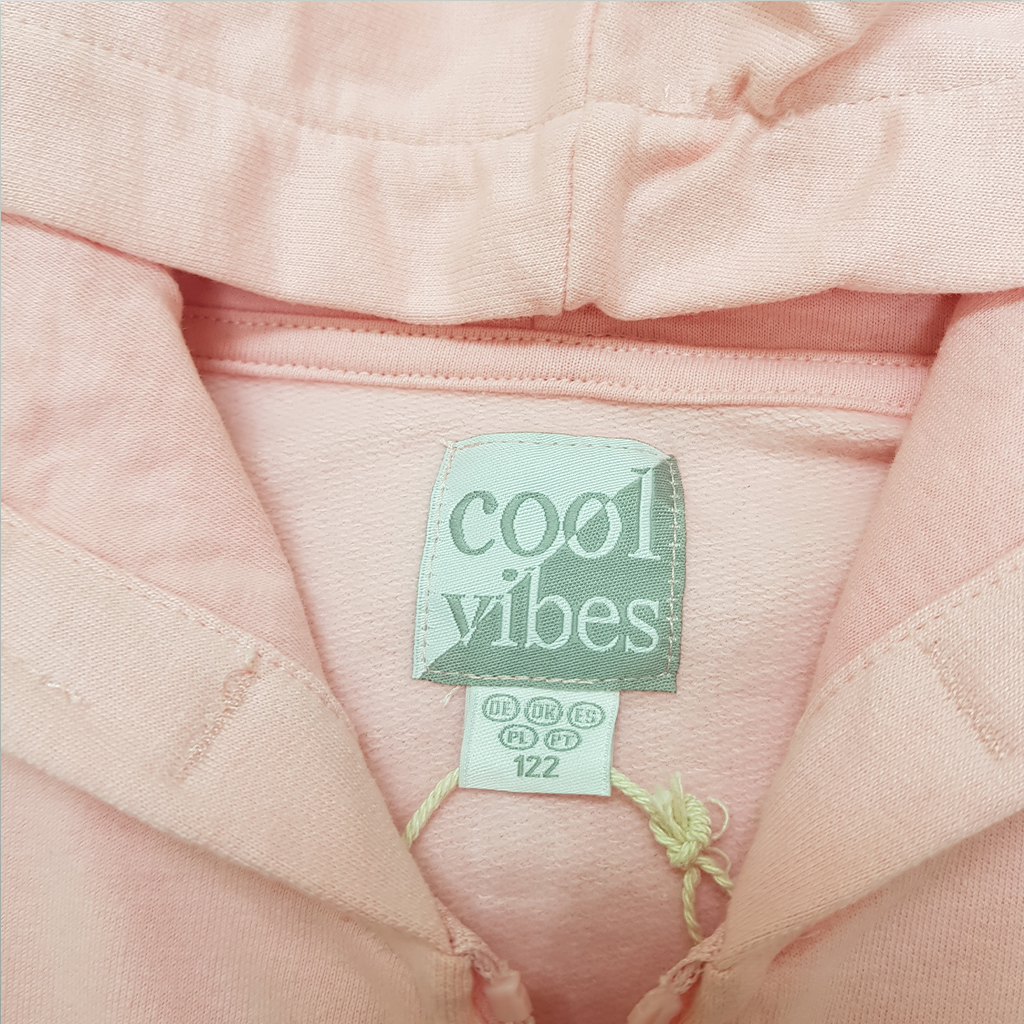 cool
vibes
DE DK ES
PL PT
122